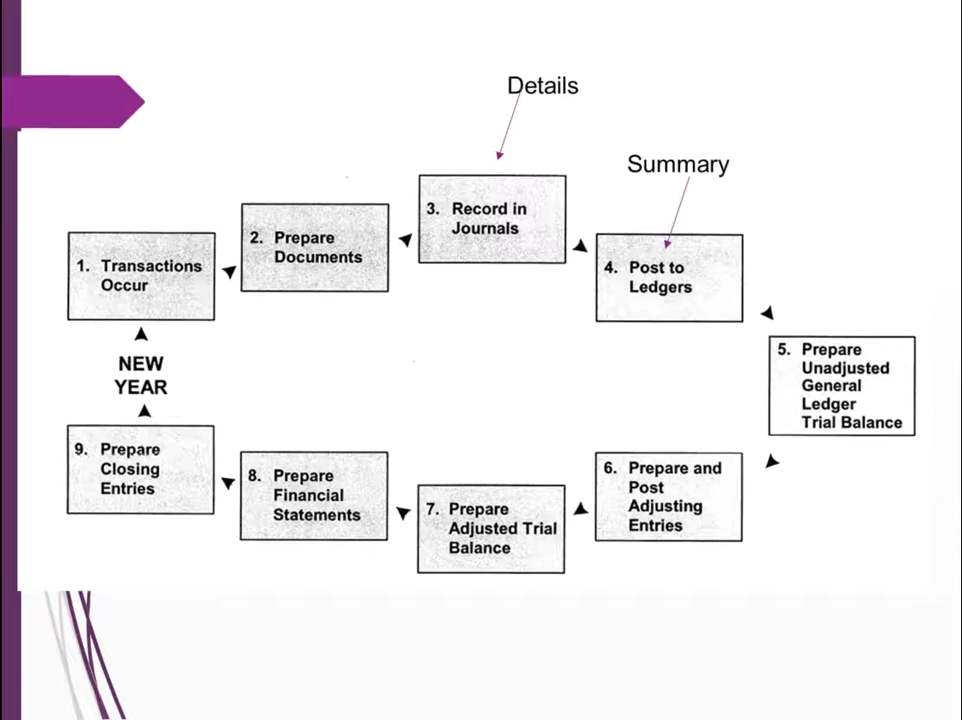 Details
Summary
1. Transactions
Occur
2. Prepare
Documents
3. Record in
Journals
4. Post to
Ledgers
5. Prepare
Unadjusted
General
Ledger
Trial Balance
6. Prepare and
Post
Adjusting
Entries
7. Prepare
Adjusted Trial
Balance
8. Prepare
Financial
Statements
9. Prepare
Closing
Entries
NEW
YEAR